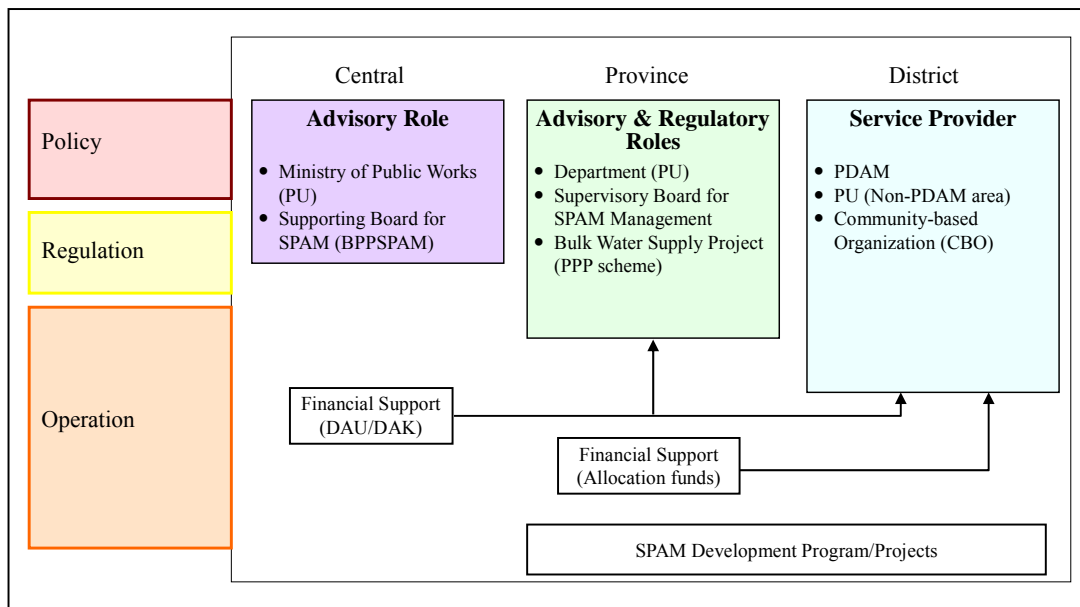 Central
Province
District
Policy
Regulation
Operation
Advisory Role
• Ministry of Public Works
(PU)
• Supporting Board for
SPAM (BPPSPAM)
Advisory & Regulatory
Roles
• Department (PU)
• Supervisory Board for
SPAM Management
• Bulk Water Supply Project
(PPP scheme)
Service Provider
• PDAM
• PU (Non-PDAM area)
• Community-based
Organization (CBO)
Financial Support
(DAU/DAK)
Financial Support
(Allocation funds)
SPAM Development Program/Projects